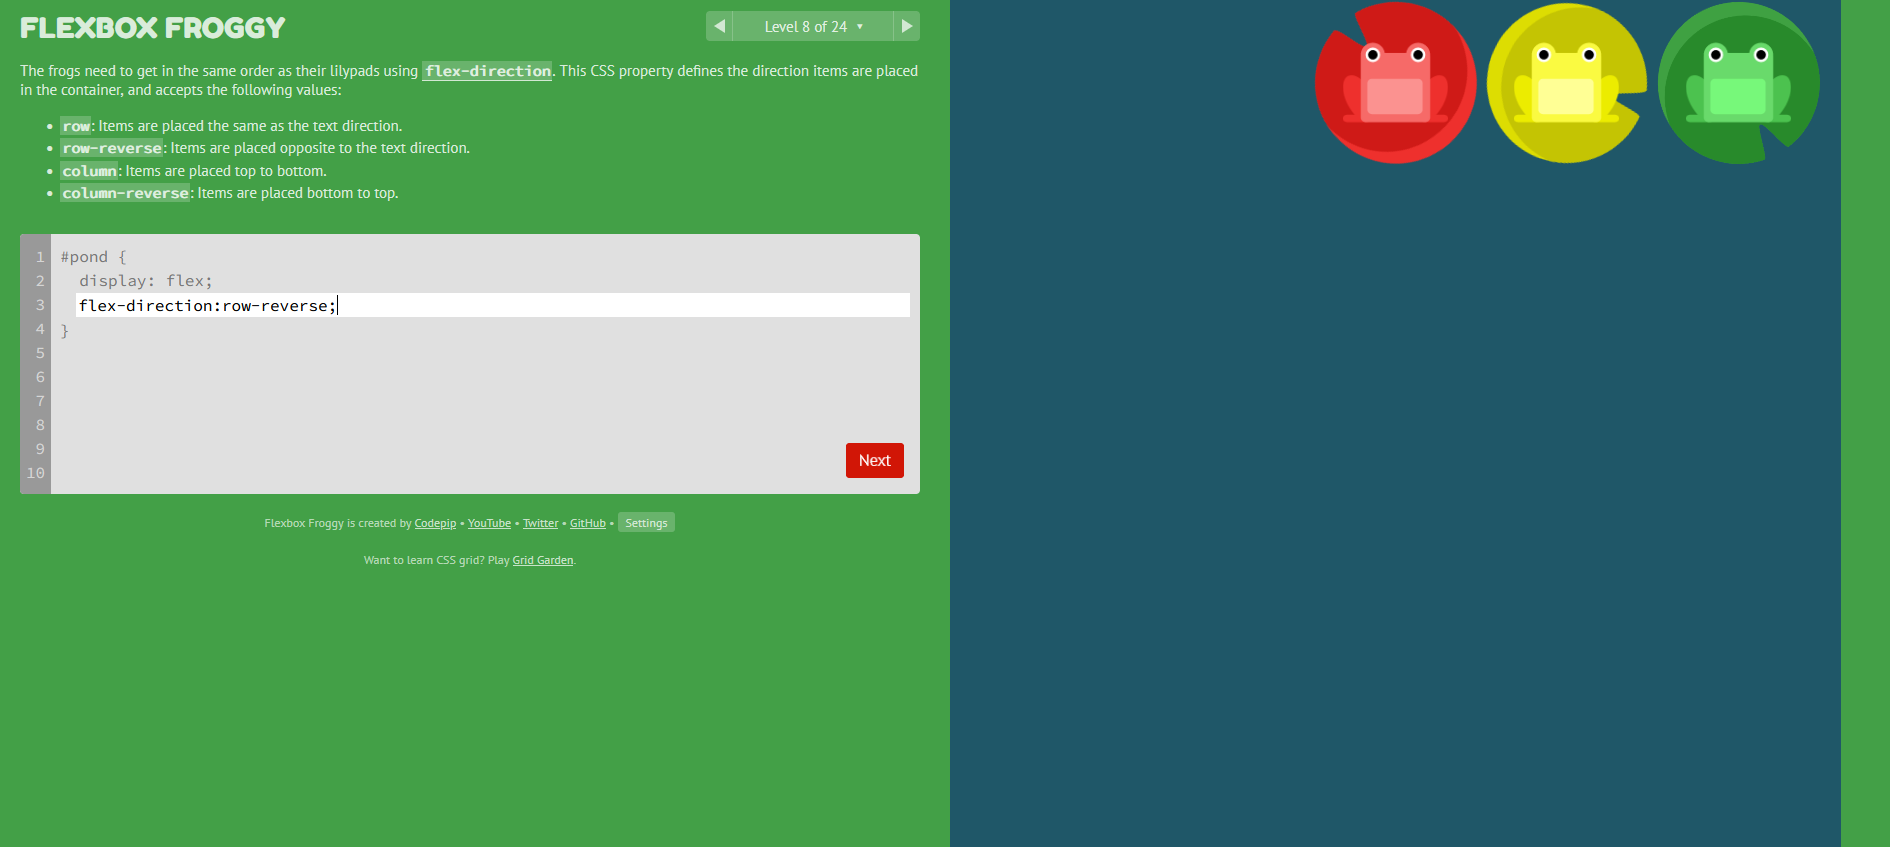 FLEXBOX FROGGY
Level 8 of 24
The frogs need to get in the same order as their lilypads using flex-direction. This CSS property defines the direction items are placed
in the container, and accepts the following values:
• row: Items are placed the same as the text direction.
• row-reverse: Items are placed opposite to the text direction.
• column: Items are placed top to bottom.
• column-reverse: Items are placed bottom to top.
1 #pond {
2 display: flex;
3 flex-direction:row-reverse;
4 }
5
6
7
8
9
10
Next
Flexbox Froggy is created by Codepip • YouTube • Twitter • GitHub • Settings
Want to learn CSS grid? Play Grid Garden.